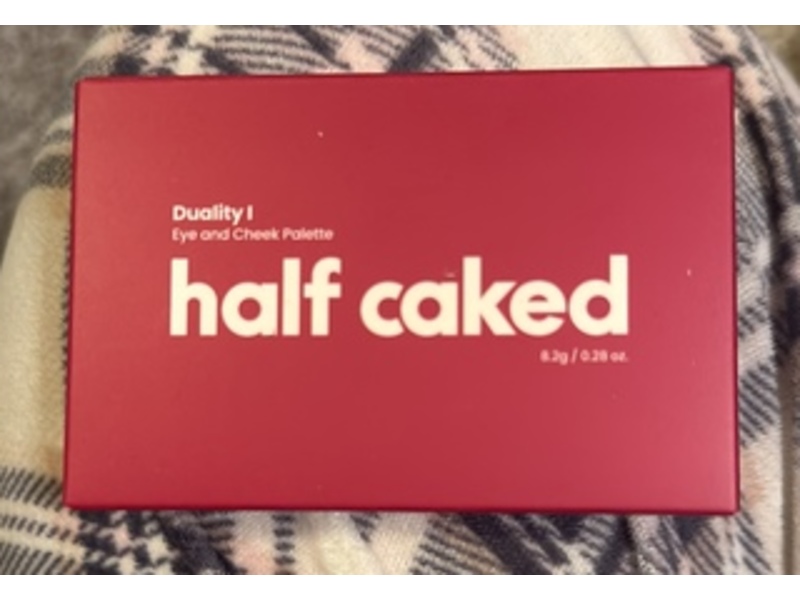 Duality I
Eye and Cheek Palette
half caked
8.2g / 0.28 oz.